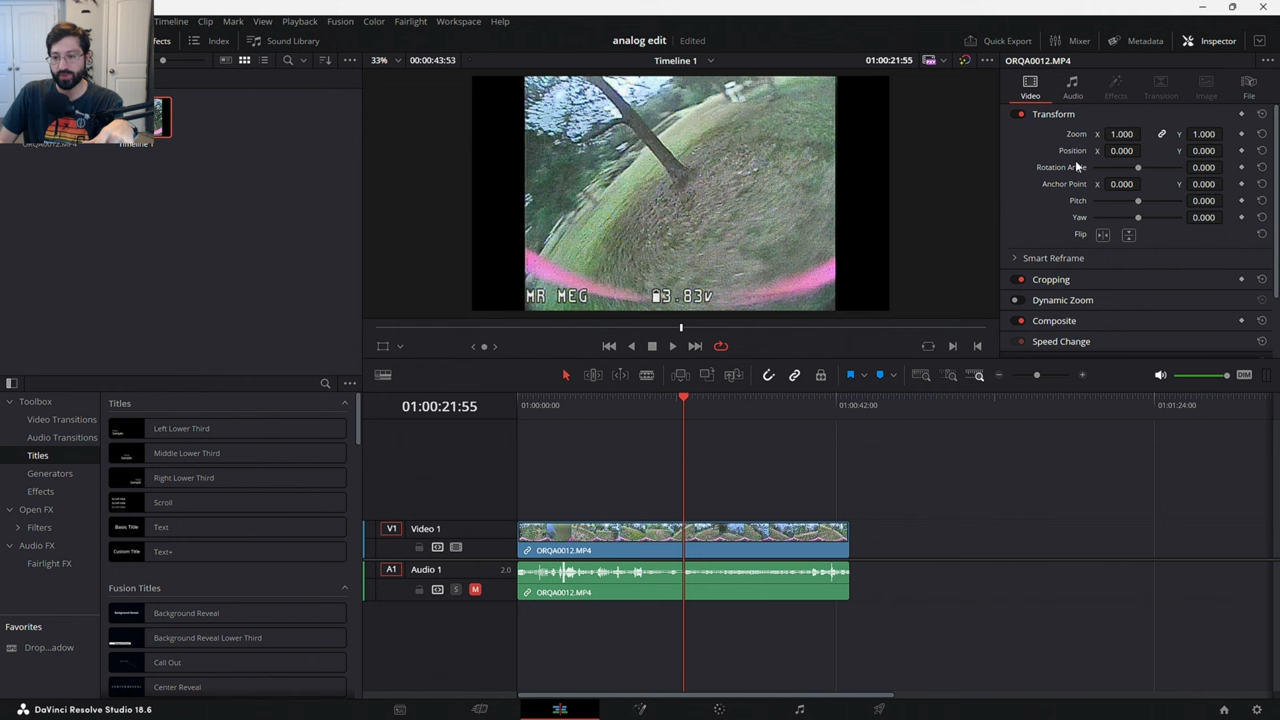 Timeline Clip Mark View Playback Fusion Color Fairlight Workspace Help
Index Sound Library
analog edit Edited
Quick Export Mixer Metadata Inspector
33% 00:00:43:53 Timeline 1 01:00:21:55
ORQA0012.MP4
Video Audio Effects Transition Image File
Transform
Zoom X 1.000 Y 1.000
Position X 0.000 Y 0.000
Rotation Angle 0.000
Anchor Point X 0.000 Y 0.000
Pitch 0.000
Yaw 0.000
Flip
Smart Reframe
Cropping
Dynamic Zoom
Composite
Speed Change
MR MEG 3.83v
DIM
01:00:21:55
01:00:00:00 01:00:42:00 01:01:24:00
Toolbox
Video Transitions
Audio Transitions
Titles
Generators
Effects
Open FX
Filters
Audio FX
Fairlight FX
Favorites
Drop...adow
Titles
Left Lower Third
Middle Lower Third
Right Lower Third
Scroll
Basic Title Text
Custom Title Text+
Fusion Titles
Background Reveal
Background Reveal Lower Third
Call Out
Center Reveal
V1 Video 1
ORQA0012.MP4
A1 Audio 1 2.0
S M
ORQA0012.MP4
DaVinci Resolve Studio 18.6